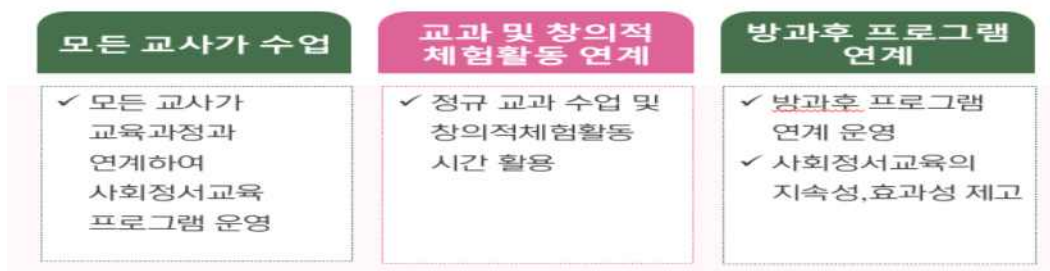 모든 교사가 수업
✓ 모든 교사가
교육과정과
연계하여
사회정서교육
프로그램 운영
교과 및 창의적
체험활동 연계
✓ 정규 교과 수업 및
창의적체험활동
시간 활용
방과후 프로그램
연계
✓ 방과후 프로그램
연계 운영
✓ 사회정서교육의
지속성,효과성 제고